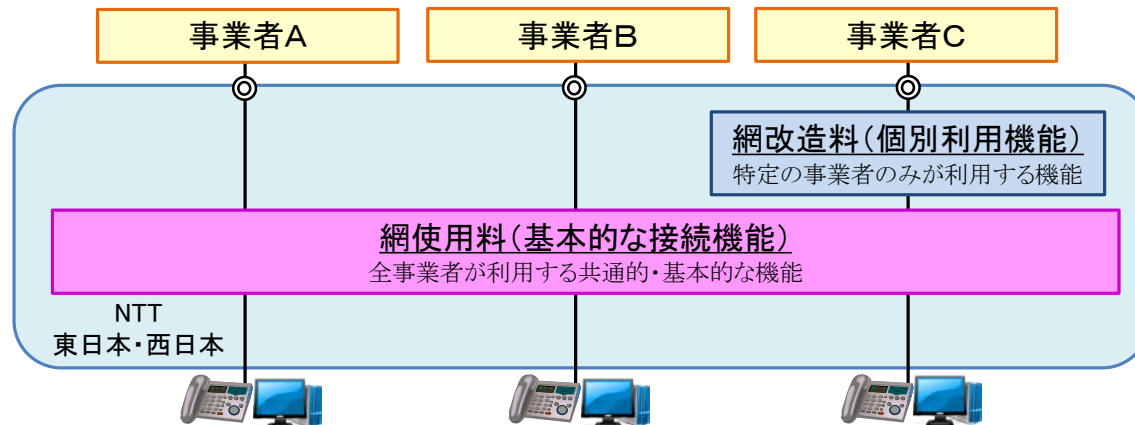 事業者A
事業者B
事業者C
網改造料(個別利用機能)
特定の事業者のみが利用する機能
網使用料(基本的な接続機能)
全事業者が利用する共通的・基本的な機能
NTT
東日本・西日本